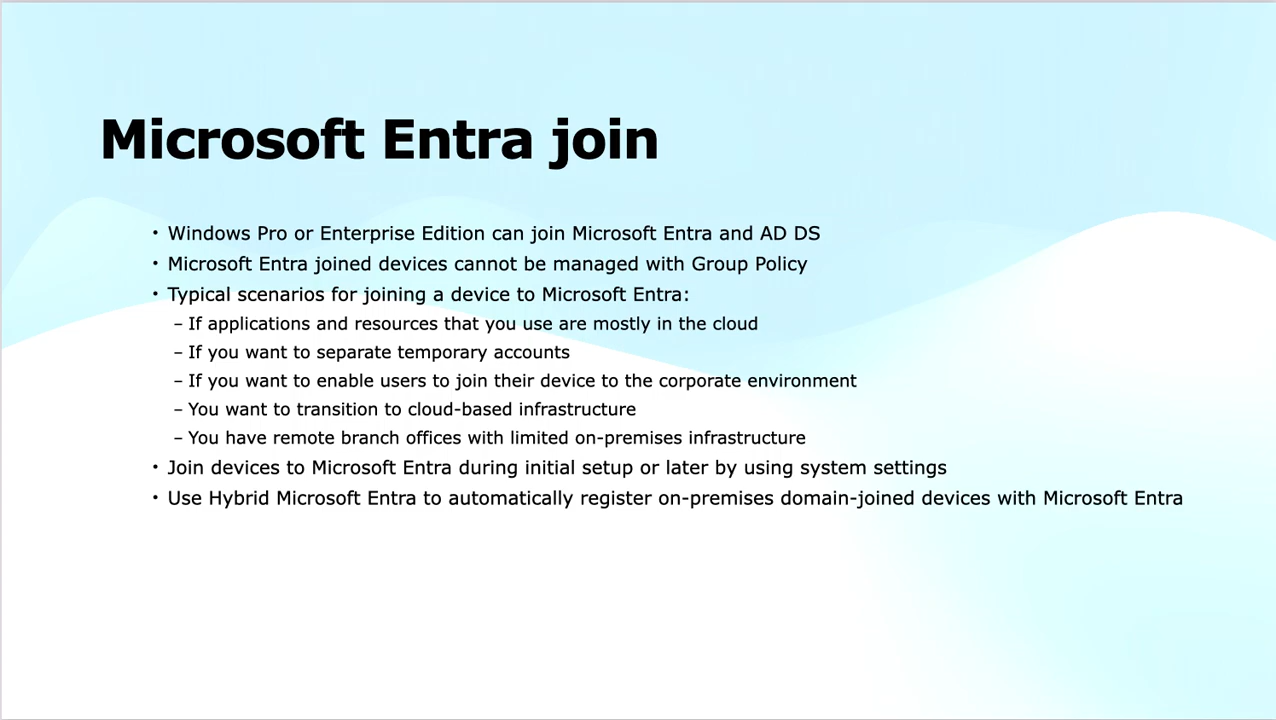 Microsoft Entra join
• Windows Pro or Enterprise Edition can join Microsoft Entra and AD DS
• Microsoft Entra joined devices cannot be managed with Group Policy
• Typical scenarios for joining a device to Microsoft Entra:
– If applications and resources that you use are mostly in the cloud
– If you want to separate temporary accounts
– If you want to enable users to join their device to the corporate environment
– You want to transition to cloud-based infrastructure
– You have remote branch offices with limited on-premises infrastructure
• Join devices to Microsoft Entra during initial setup or later by using system settings
• Use Hybrid Microsoft Entra to automatically register on-premises domain-joined devices with Microsoft Entra